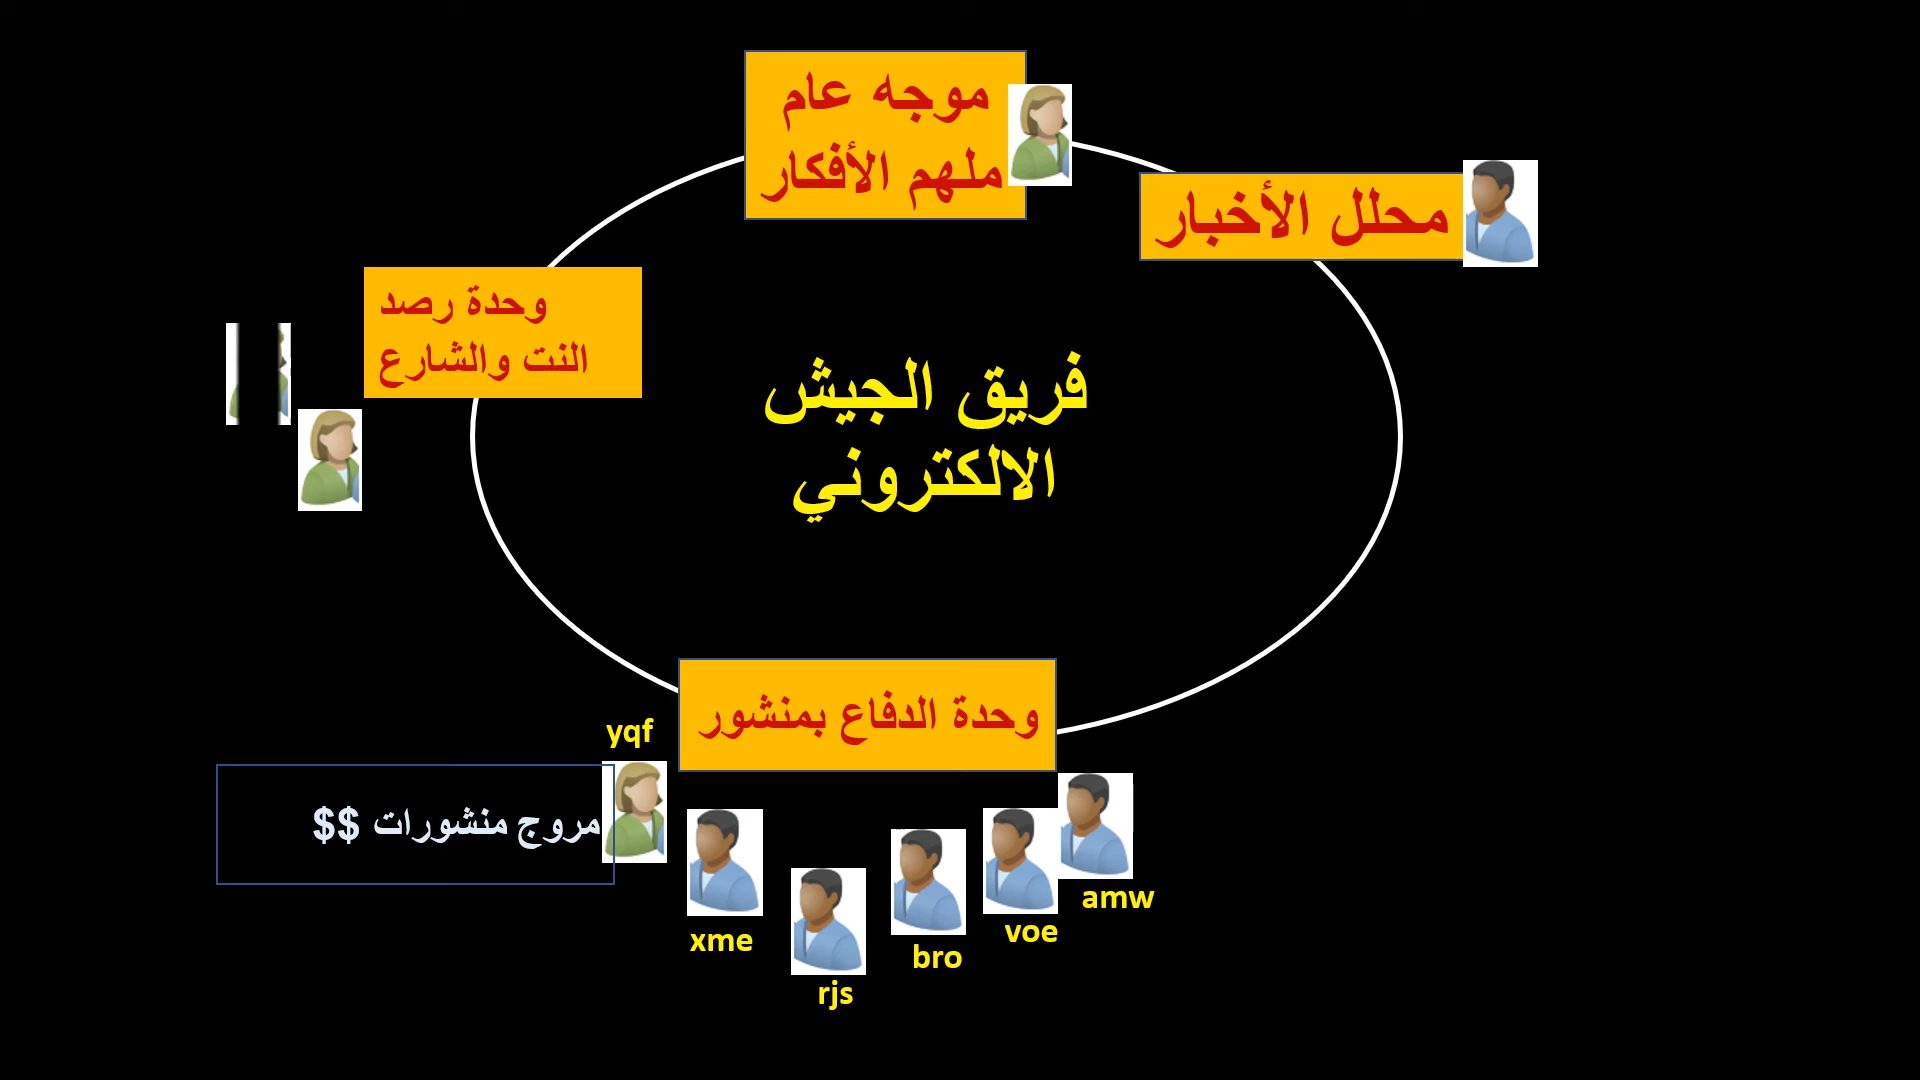 موجه عام
ملهم الأفكار
محلل الأخبار
وحدة رصد
النت والشارع
فريق الجيش
الالكتروني
وحدة الدفاع بمنشور
yqf
مروج منشورات $$
xme
rjs
bro
voe
amw